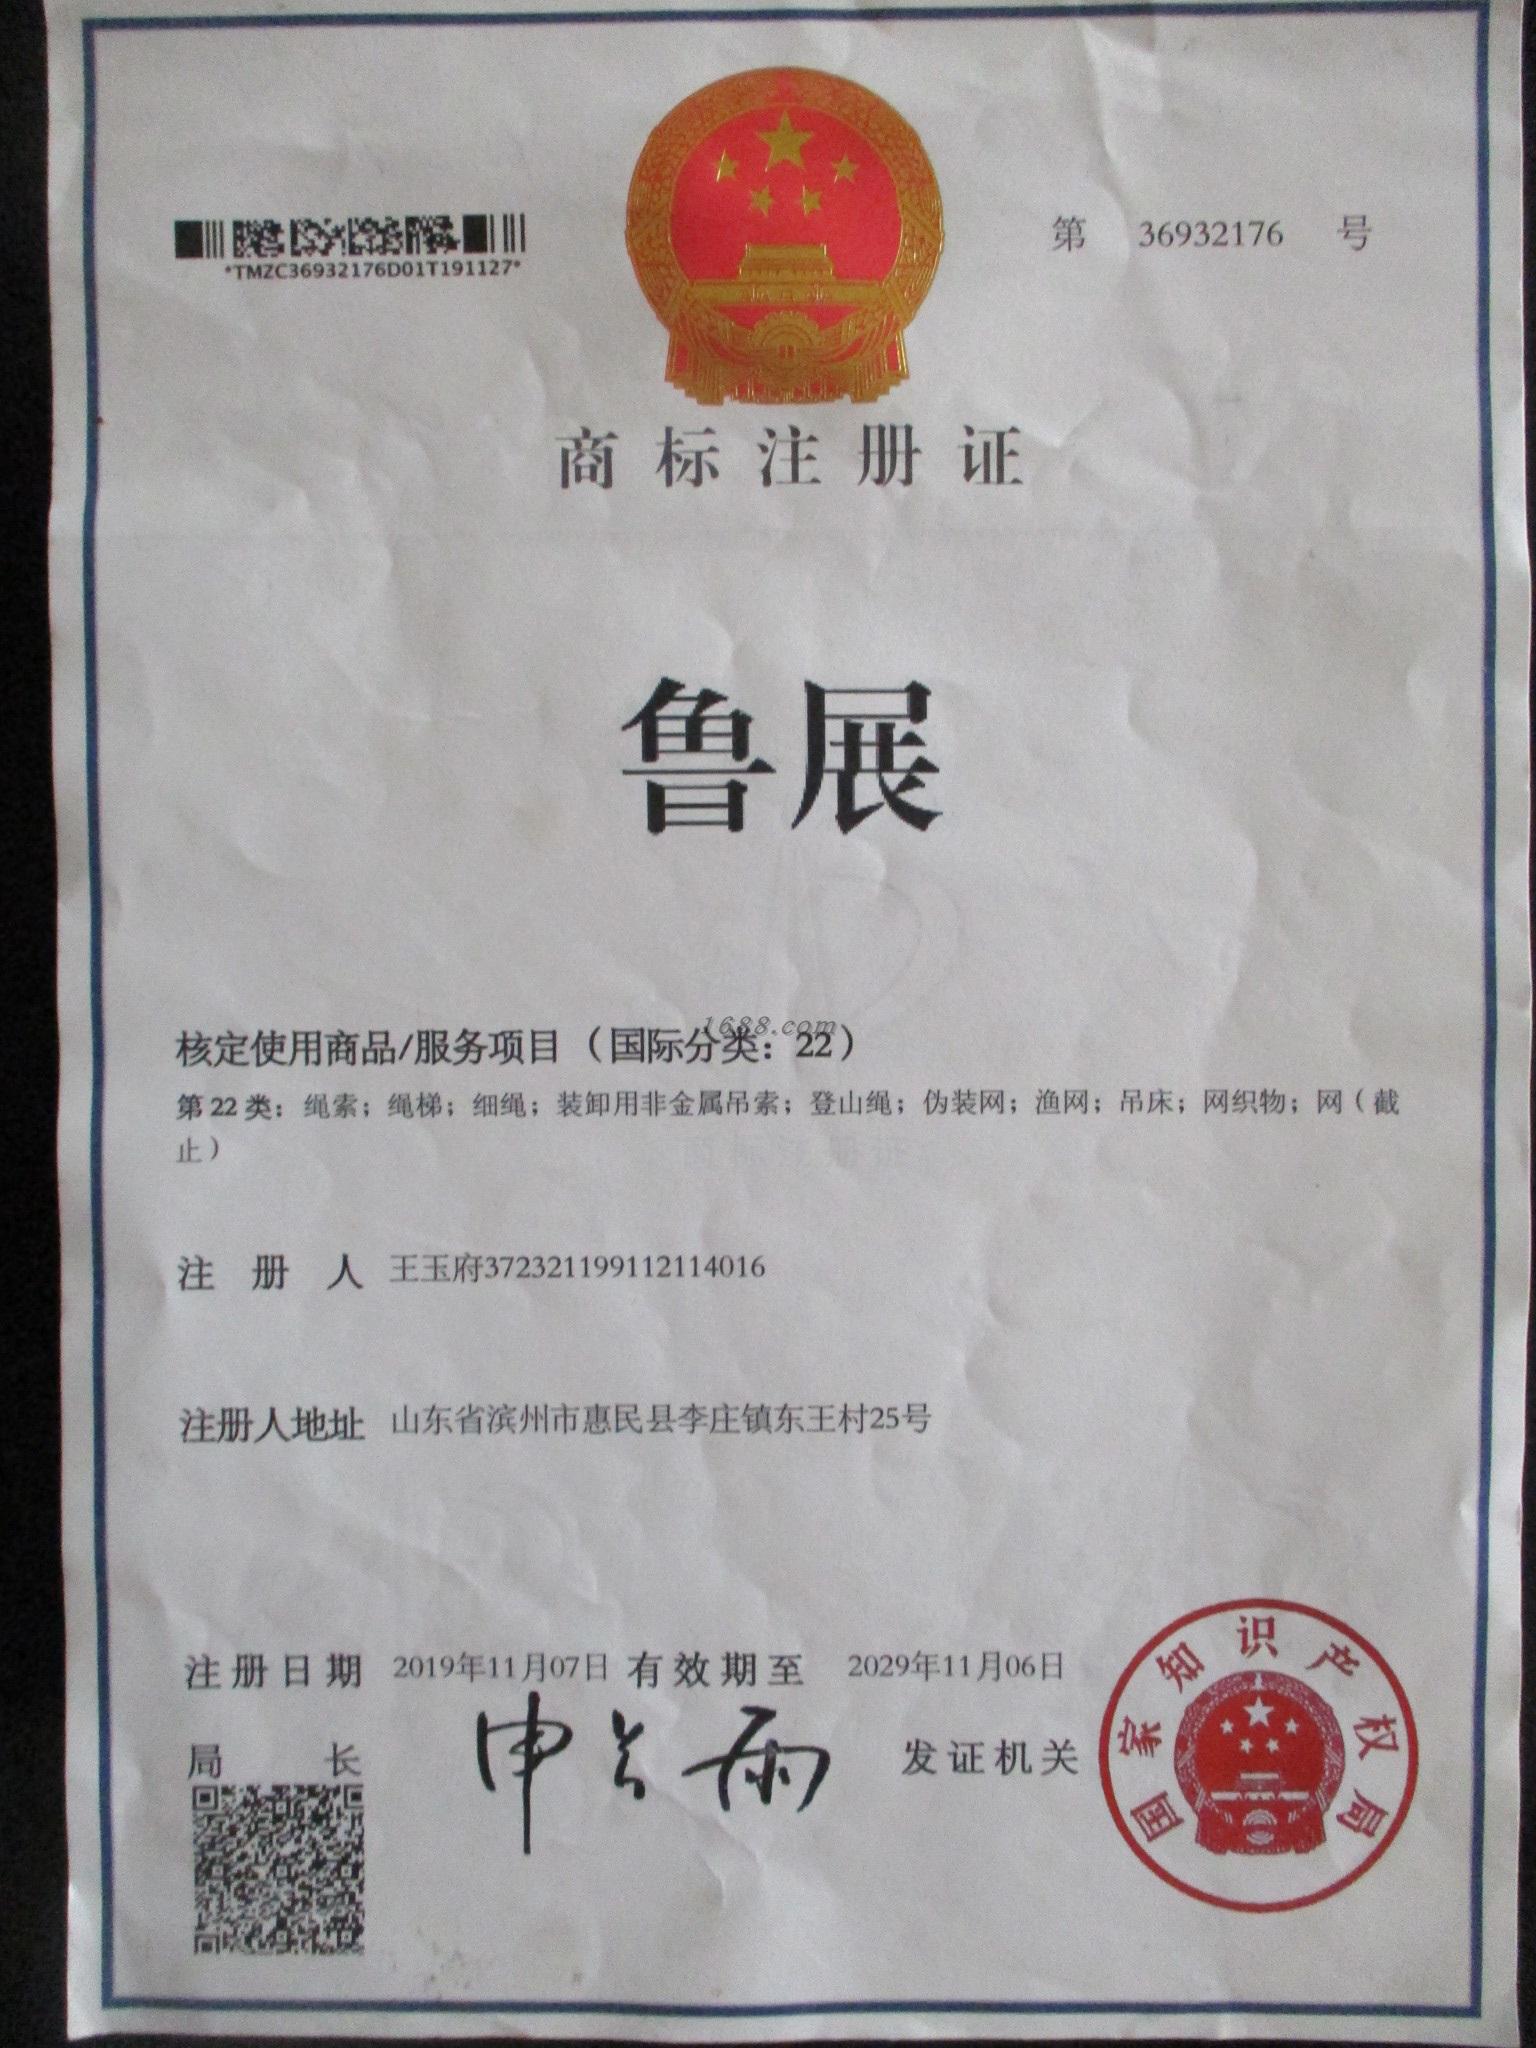 *TMZC36932176D01T191127*
第 36932176 号
商标注册证
鲁展
1688.com
核定使用商品/服务项目（国际分类：22）
第 22 类：绳索；绳梯；细绳；装卸用非金属吊索；登山绳；伪装网；渔网；吊床；网织物；网（截
止）
注 册 人 王玉府372321199112114016
注册人地址 山东省滨州市惠民县李庄镇东王村25号
注册日期 2019年11月07日 有效期至 2029年11月06日
局 长 申长雨 发证机关
国家知识产权局